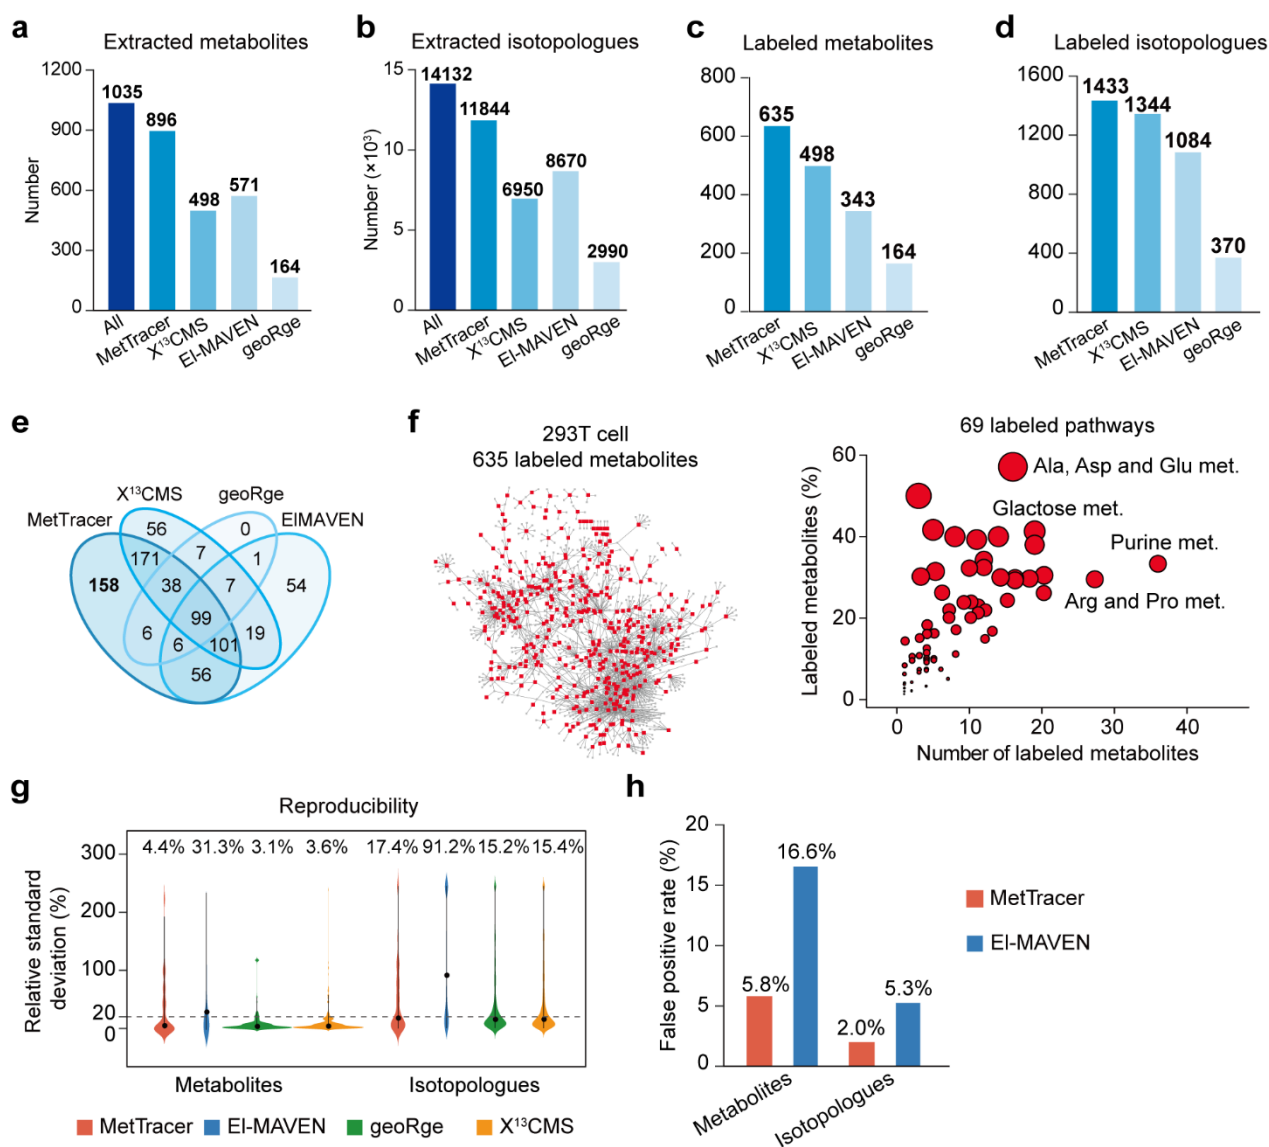 a
Extracted metabolites
Number
1200
900
600
300
0
1035
896
498
571
164
All
MetTracer
X¹³CMS
El-MAVEN
geoRge
b
Extracted isotopologues
Number (×10³)
15
10
5
0
14132
11844
6950
8670
2990
All
MetTracer
X¹³CMS
El-MAVEN
geoRge
c
Labeled metabolites
800
600
400
200
0
635
498
343
164
MetTracer
X¹³CMS
El-MAVEN
geoRge
d
Labeled isotopologues
1600
1200
1000
400
0
1433
1344
1084
370
MetTracer
X¹³CMS
El-MAVEN
geoRge
e
X¹³CMS
geoRge
MetTracer
ElMAVEN
56
0
171
7
1
158
38
7
54
99
6
6
101
19
56
f
293T cell
635 labeled metabolites
69 labeled pathways
Labeled metabolites (%)
60
40
20
0
Ala, Asp and Glu met.
Glactose met.
Purine met.
Arg and Pro met.
0
10
20
30
40
Number of labeled metabolites
g
Reproducibility
Relative standard
deviation (%)
300
200
100
20
0
4.4%
31.3%
3.1%
3.6%
17.4%
91.2%
15.2%
15.4%
Metabolites
Isotopologues
MetTracer
El-MAVEN
geoRge
X¹³CMS
h
False positive rate (%)
20
15
10
5
0
5.8%
16.6%
2.0%
5.3%
Metabolites
Isotopologues
MetTracer
El-MAVEN